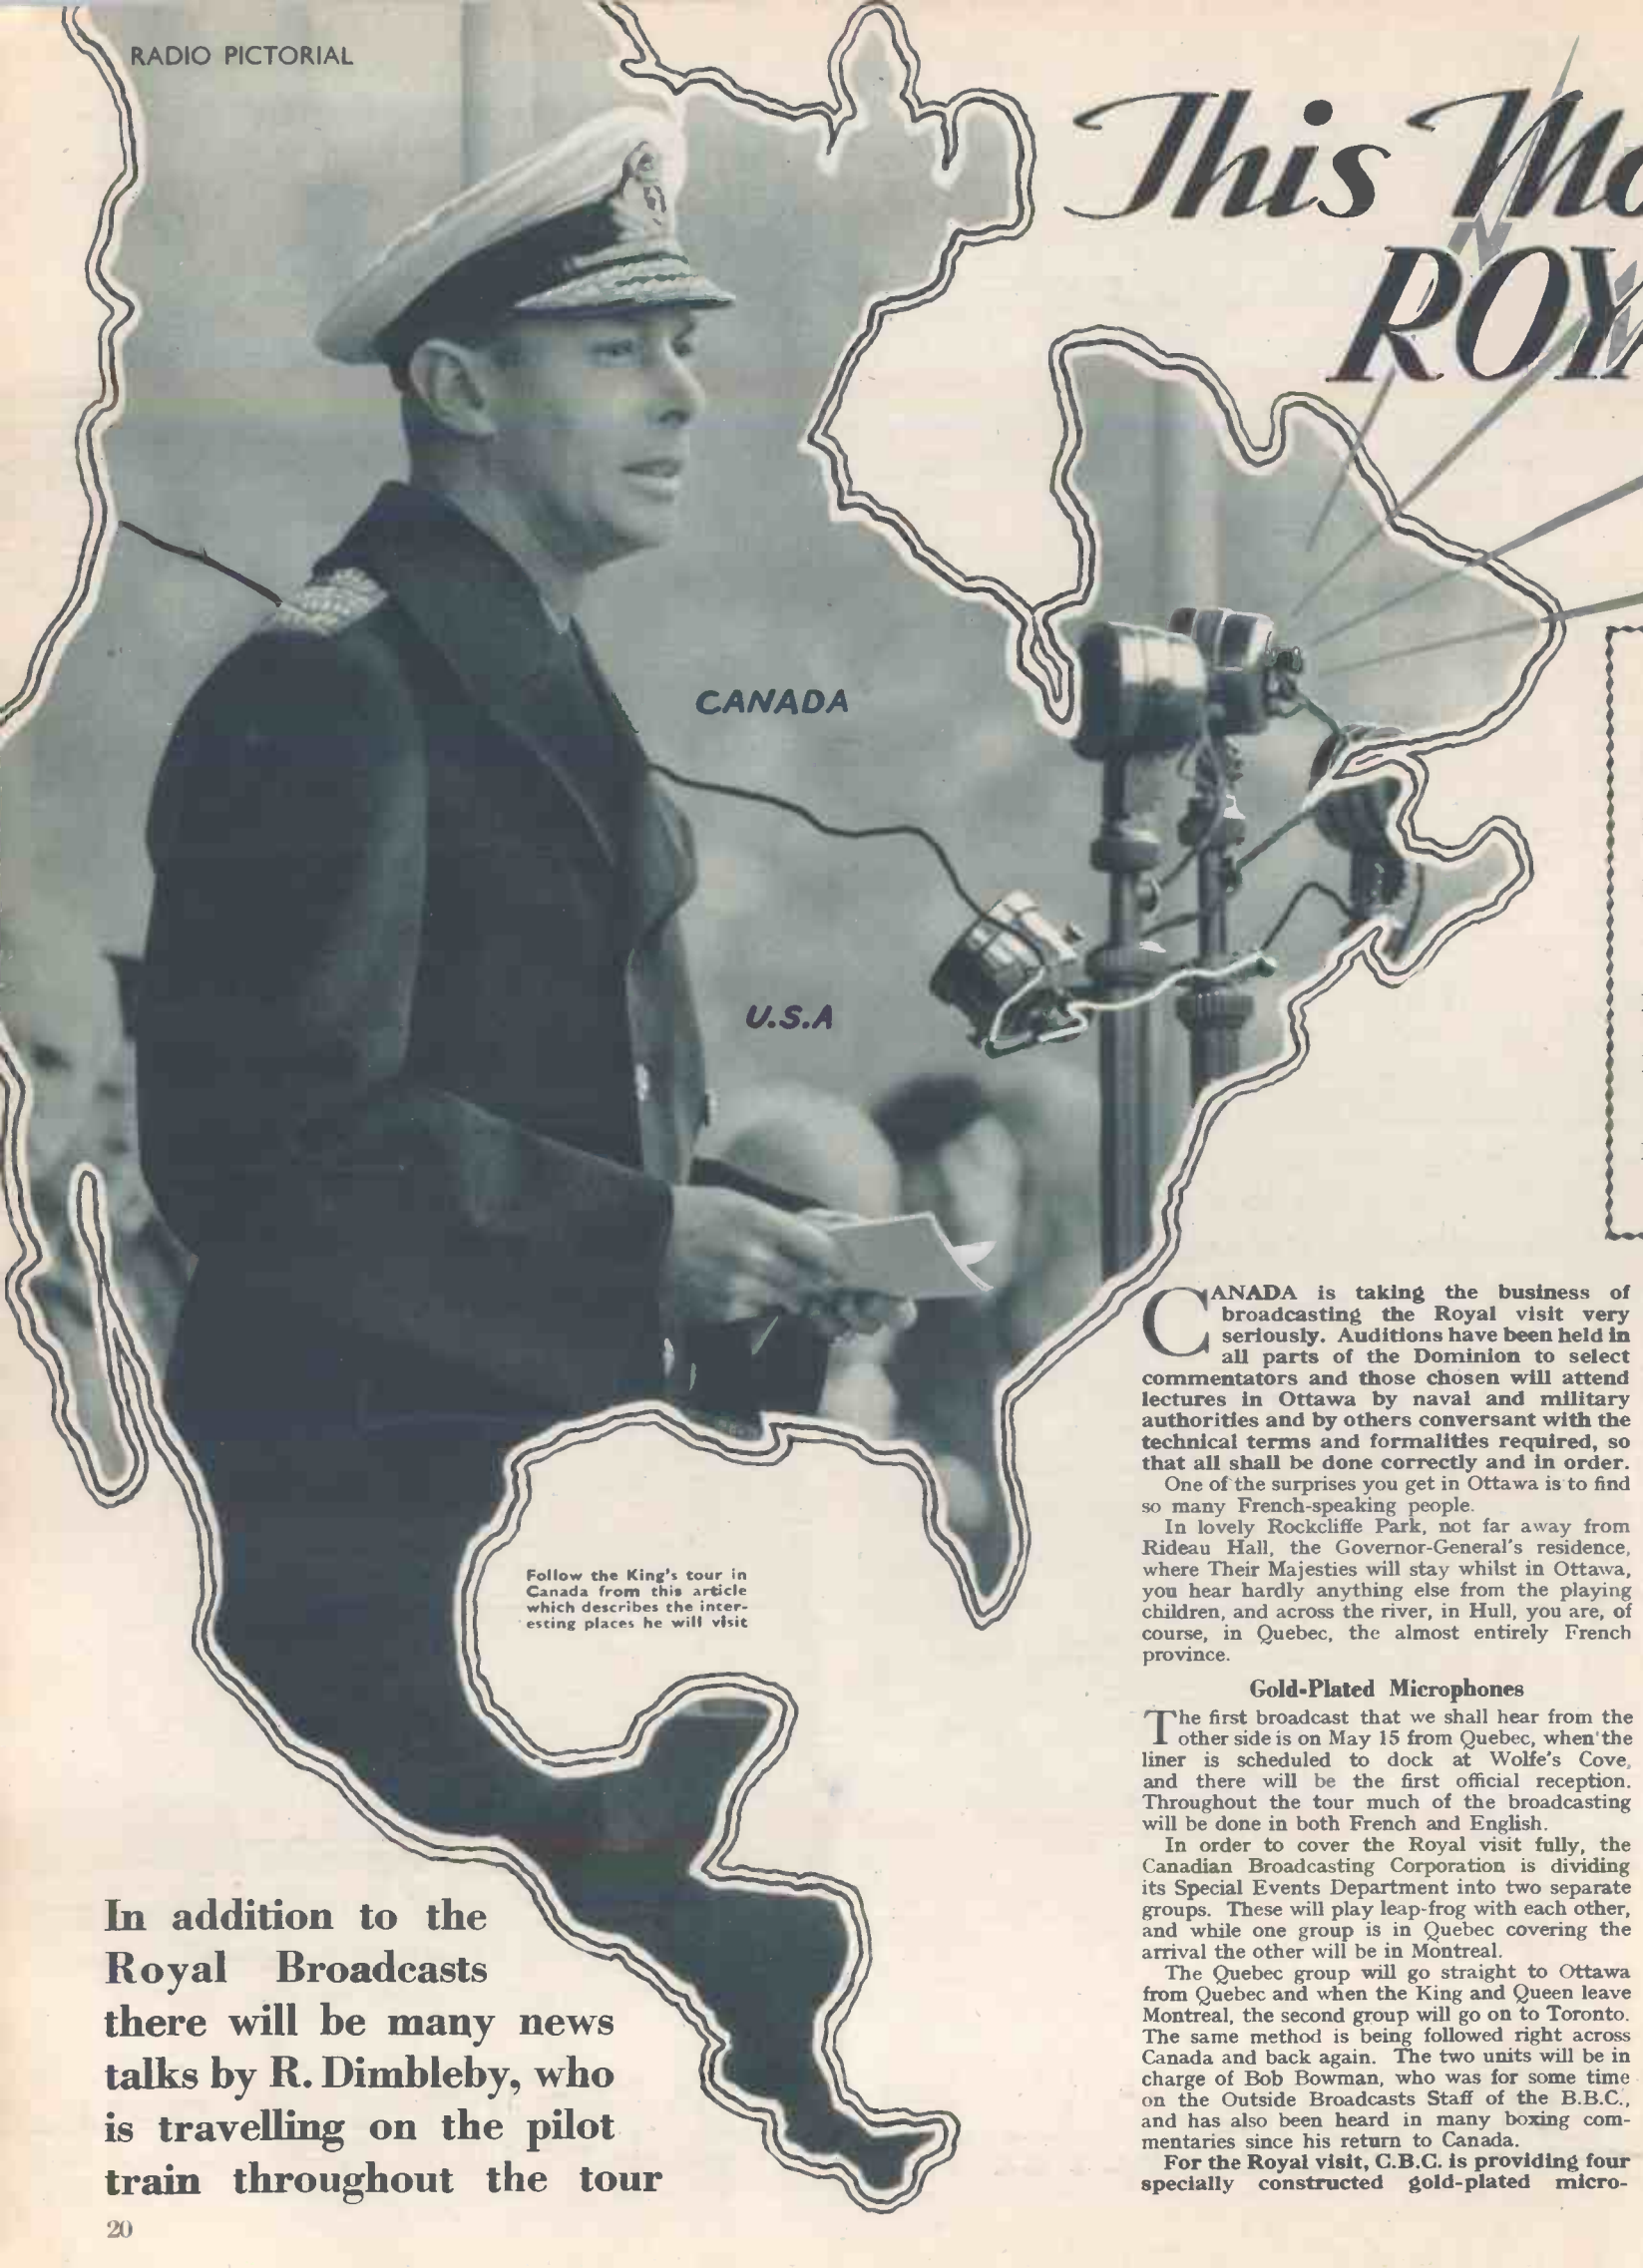 RADIO PICTORIAL
This Mo
ROY
CANADA
U.S.A
Follow the King's tour in
Canada from this article
which describes the inter-
esting places he will visit
In addition to the
Royal Broadcasts
there will be many news
talks by R. Dimbleby, who
is travelling on the pilot
train throughout the tour
20
CANADA is taking the business of
broadcasting the Royal visit very
seriously. Auditions have been held in
all parts of the Dominion to select
commentators and those chosen will attend
lectures in Ottawa by naval and military
authorities and by others conversant with the
technical terms and formalities required, so
that all shall be done correctly and in order.
One of the surprises you get in Ottawa is to find
so many French-speaking people.
In lovely Rockcliffe Park, not far away from
Rideau Hall, the Governor-General's residence,
where Their Majesties will stay whilst in Ottawa,
you hear hardly anything else from the playing
children, and across the river, in Hull, you are, of
course, in Quebec, the almost entirely French
province.
Gold-Plated Microphones
The first broadcast that we shall hear from the
other side is on May 15 from Quebec, when the
liner is scheduled to dock at Wolfe's Cove,
and there will be the first official reception.
Throughout the tour much of the broadcasting
will be done in both French and English.
In order to cover the Royal visit fully, the
Canadian Broadcasting Corporation is dividing
its Special Events Department into two separate
groups. These will play leap-frog with each other,
and while one group is in Quebec covering the
arrival the other will be in Montreal.
The Quebec group will go straight to Ottawa
from Quebec and when the King and Queen leave
Montreal, the second group will go on to Toronto.
The same method is being followed right across
Canada and back again. The two units will be in
charge of Bob Bowman, who was for some time
on the Outside Broadcasts Staff of the B.B.C.,
and has also been heard in many boxing com-
mentaries since his return to Canada.
For the Royal visit, C.B.C. is providing four
specially constructed gold-plated micro-